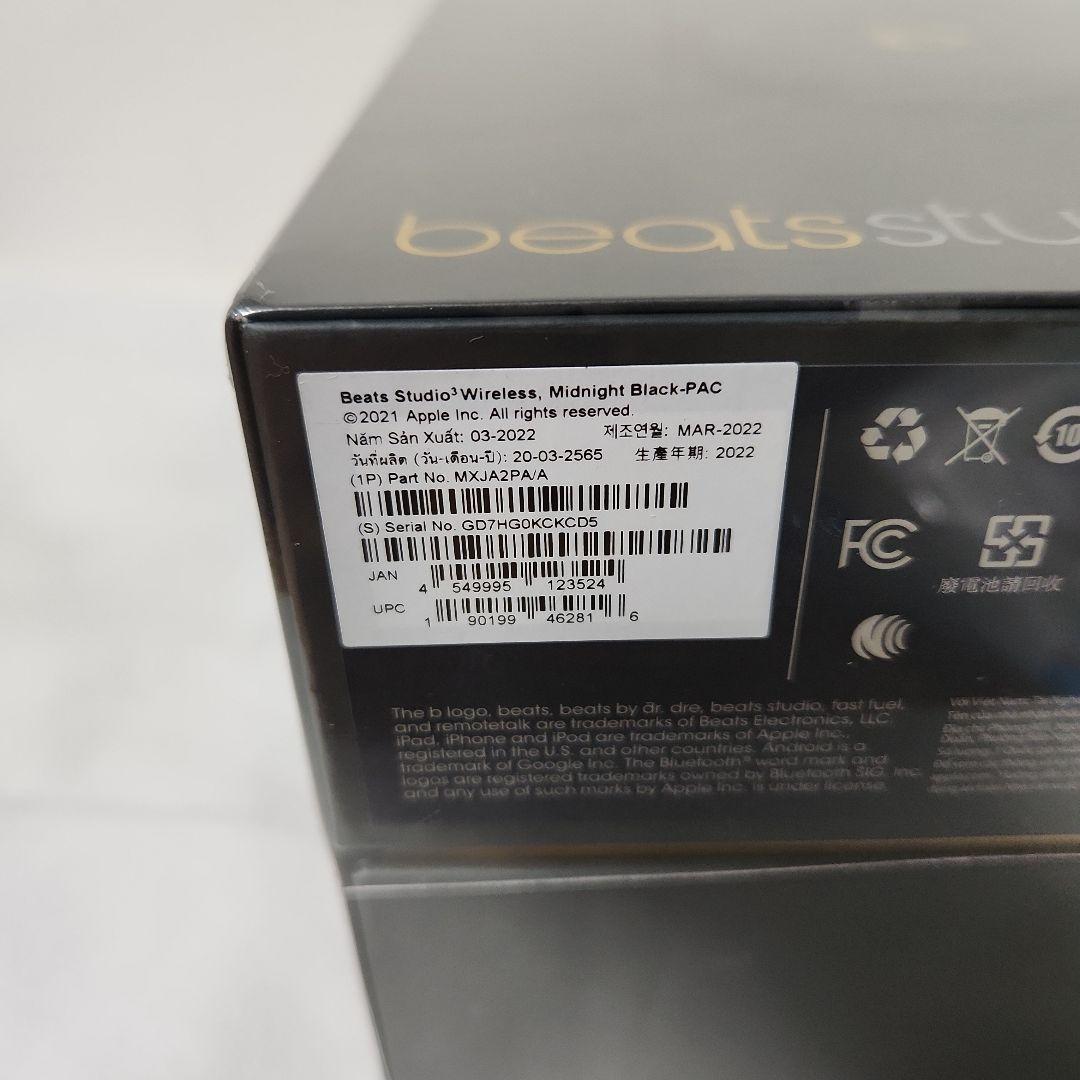 beatsstu
Beats Studio³ Wireless, Midnight Black-PAC
©2021 Apple Inc. All rights reserved.
Năm Sản Xuất: 03-2022 제조연월: MAR-2022
วันที่ผลิต (วัน-เดือน-ปี): 20-03-2565 生產年期: 2022
(1P) Part No. MXJA2PA/A
(S) Serial No. GD7HG0KCKCD5
JAN 4 549995 123524
UPC 1 90199 46281 6
10
FC
廢電池請回收
The b logo, beats, beats by dr. dre, beats studio, fast fuel,
and remotetalk are trademarks of Beats Electronics, LLC
iPad, iPhone and iPod are trademarks of Apple Inc.,
registered in the U.S. and other countries. Android is a
trademark of Google Inc. The Bluetooth® word mark and
logos are registered trademarks owned by Bluetooth SIG, Inc.
and any use of such marks by Apple Inc. is under license.